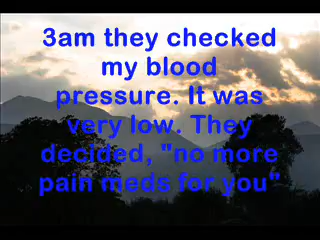 3am they checked
my blood
pressure. It was
very low. They
decided, "no more
pain meds for you"